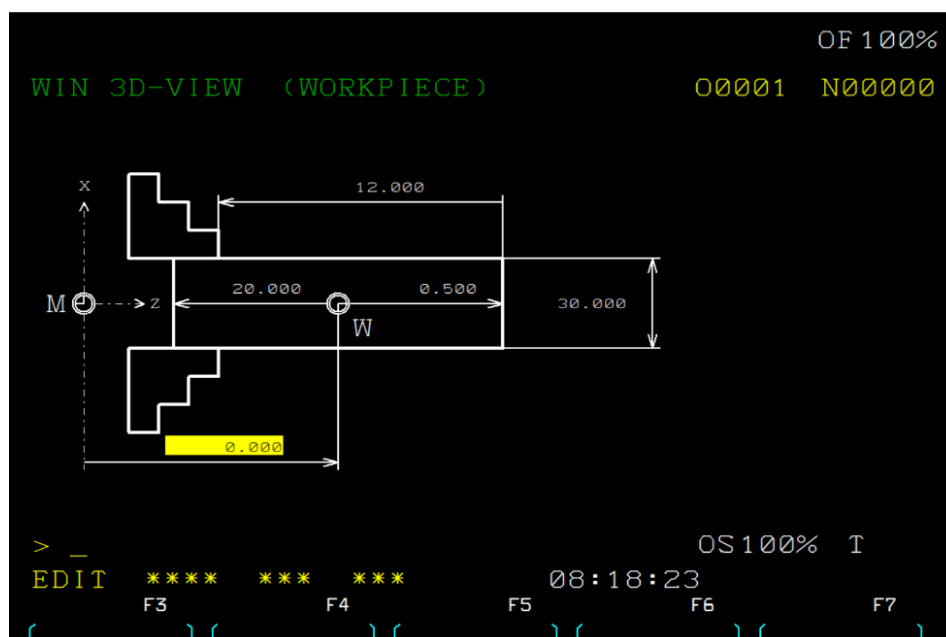 OF100%
WIN 3D-VIEW (WORKPIECE) O0001 N00000
X
12.000
20.000 0.500 30.000
M Z
W
0.000
> _
OS100% T
EDIT **** *** *** 08:18:23
F3 F4 F5 F6 F7